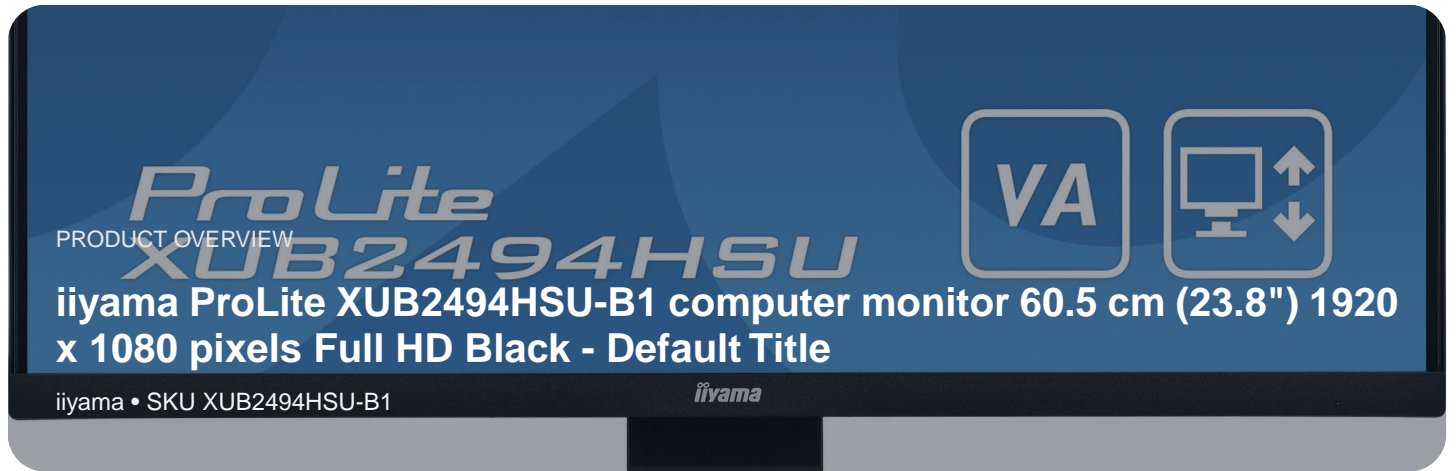 ProLite
PRODUCT OVERVIEW
XUB2494HSU
VA
iiyama ProLite XUB2494HSU-B1 computer monitor 60.5 cm (23.8") 1920
x 1080 pixels Full HD Black - Default Title
iiyama • SKU XUB2494HSU-B1
iiyama